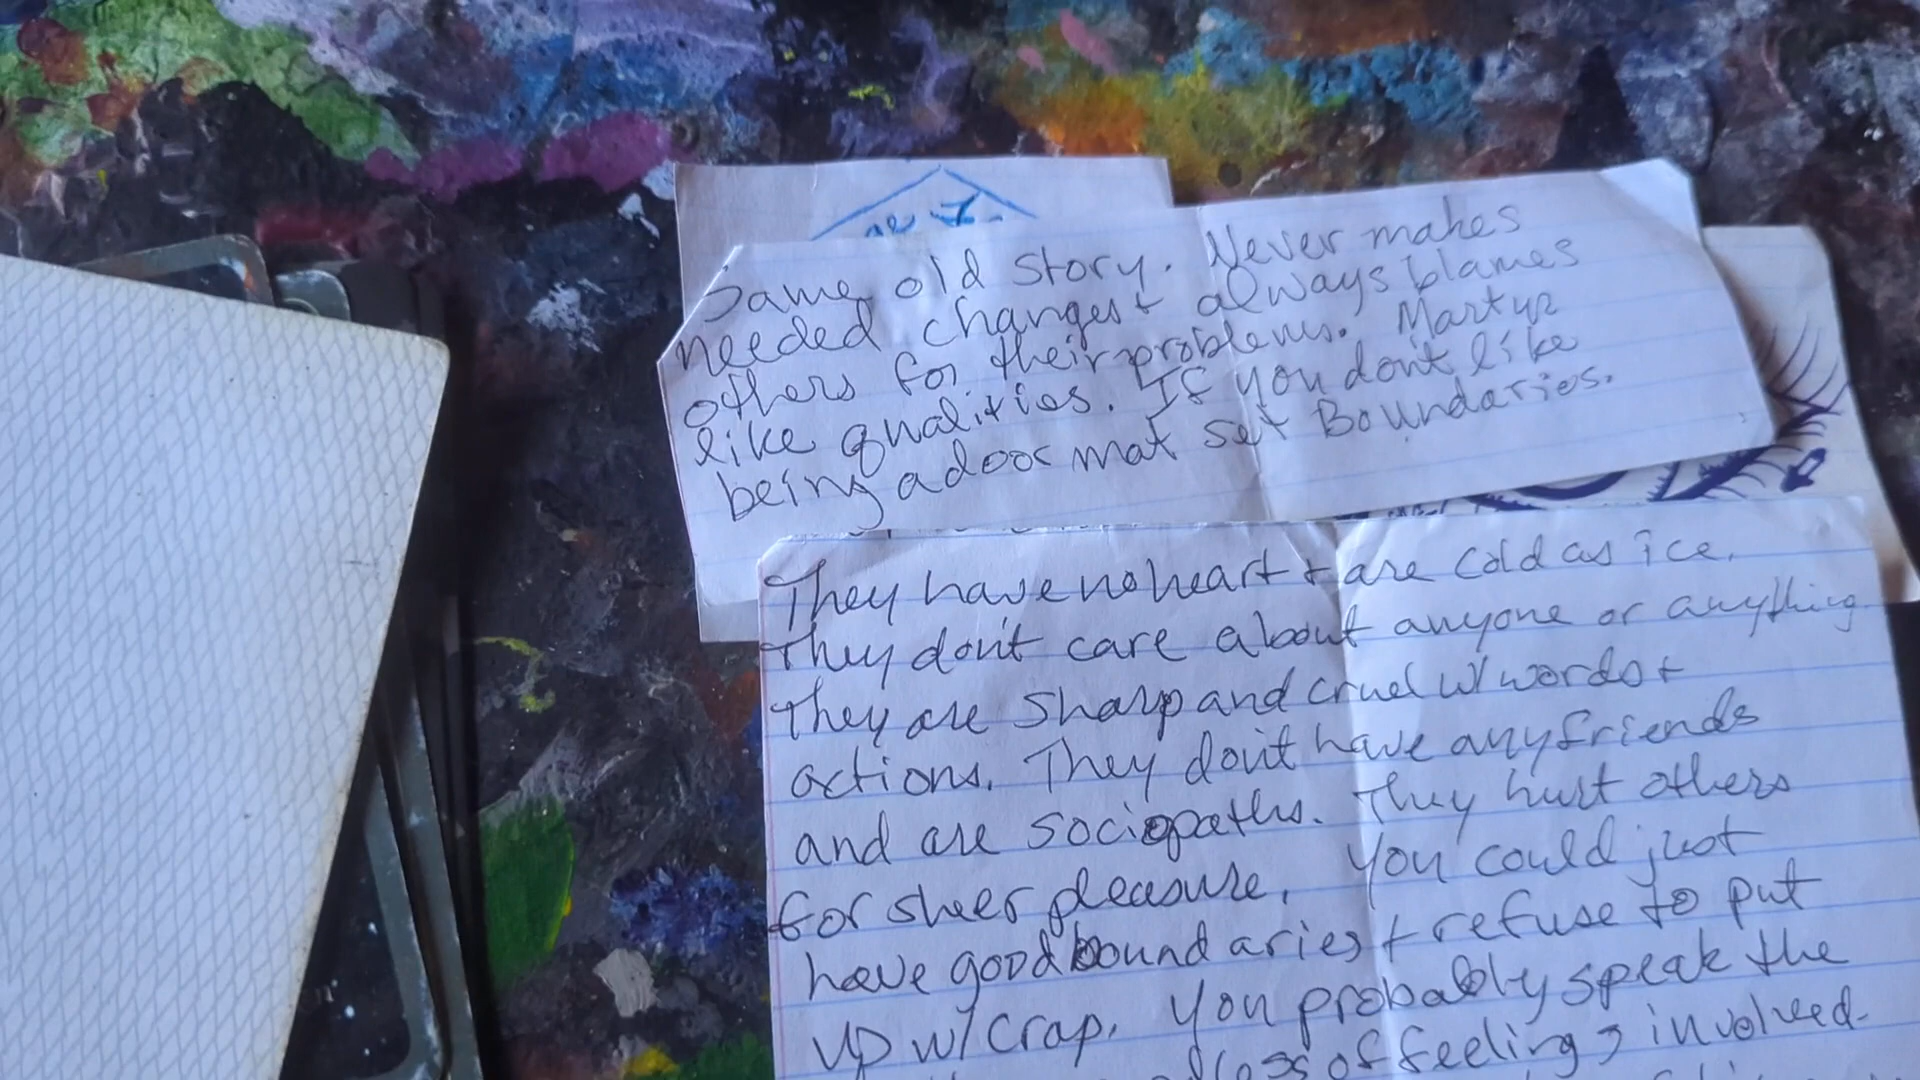 Same old story. Never makes
needed changes + always blames
others for their problems. Martyr
like qualities. If you don't like
being a door mat set Boundaries.
They have no heart + are cold as ice.
They don't care about anyone or anything
They are sharp and cruel w/ words +
actions. They don't have any friends
and are sociopaths. They hurt others
for sheer pleasure. You could just
have good boundaries + refuse to put
up w/ crap. You probably speak the
of feelings involved.